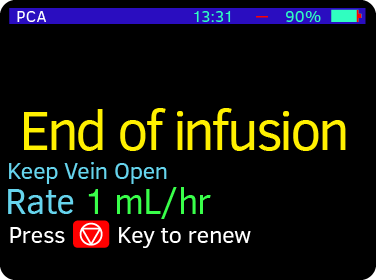 PCA 13:31 90%
End of infusion
Keep Vein Open
Rate 1 mL/hr
Press Key to renew